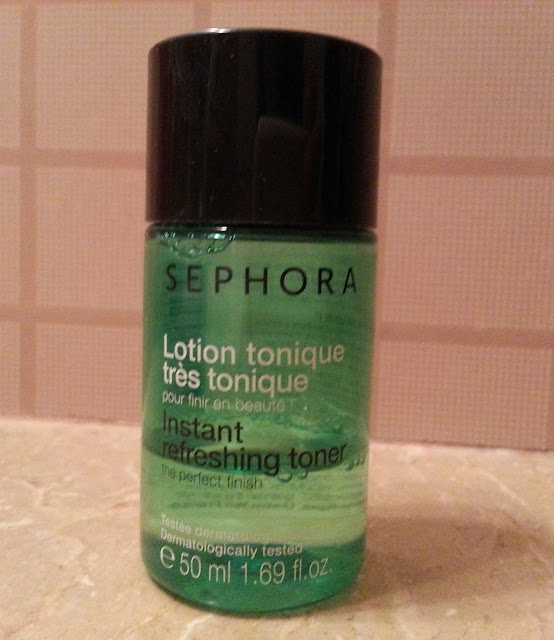 SEPHORA
Lotion tonique
très tonique
pour finir en beauté !
Instant
refreshing toner
the perfect finish
Testée
Dermatologically tested
e 50 ml 1.69 fl.oz.